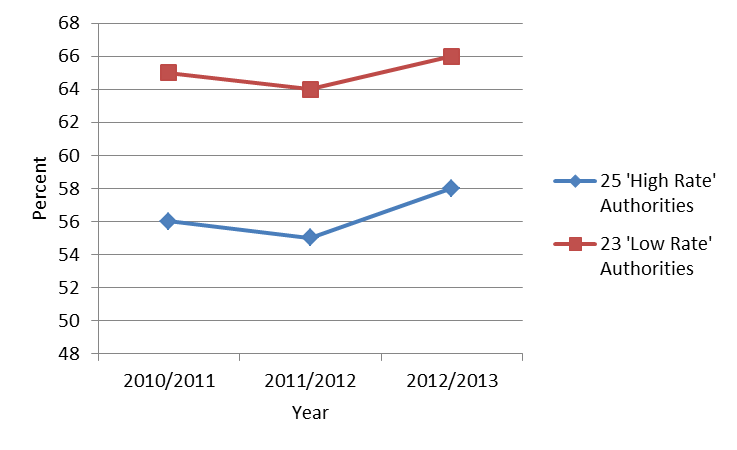 68
66
64
62
60
58
56
54
52
50
48
Percent
2010/2011
2011/2012
2012/2013
Year
25 'High Rate'
Authorities
23 'Low Rate'
Authorities